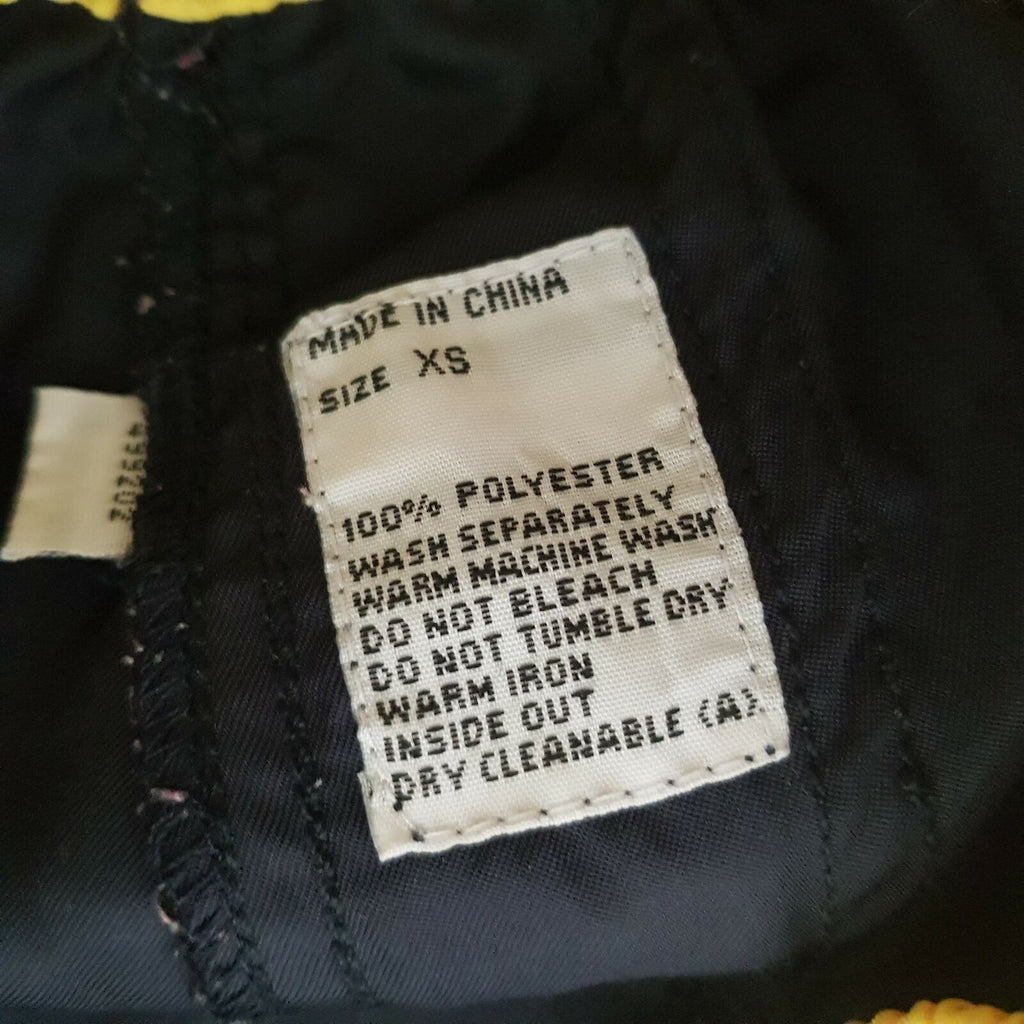 MADE IN CHINA
SIZE XS
100% POLYESTER
WASH SEPARATELY
WARM MACHINE WASH
DO NOT BLEACH
DO NOT TUMBLE DRY
WARM IRON
INSIDE OUT
DRY CLEANABLE (A)